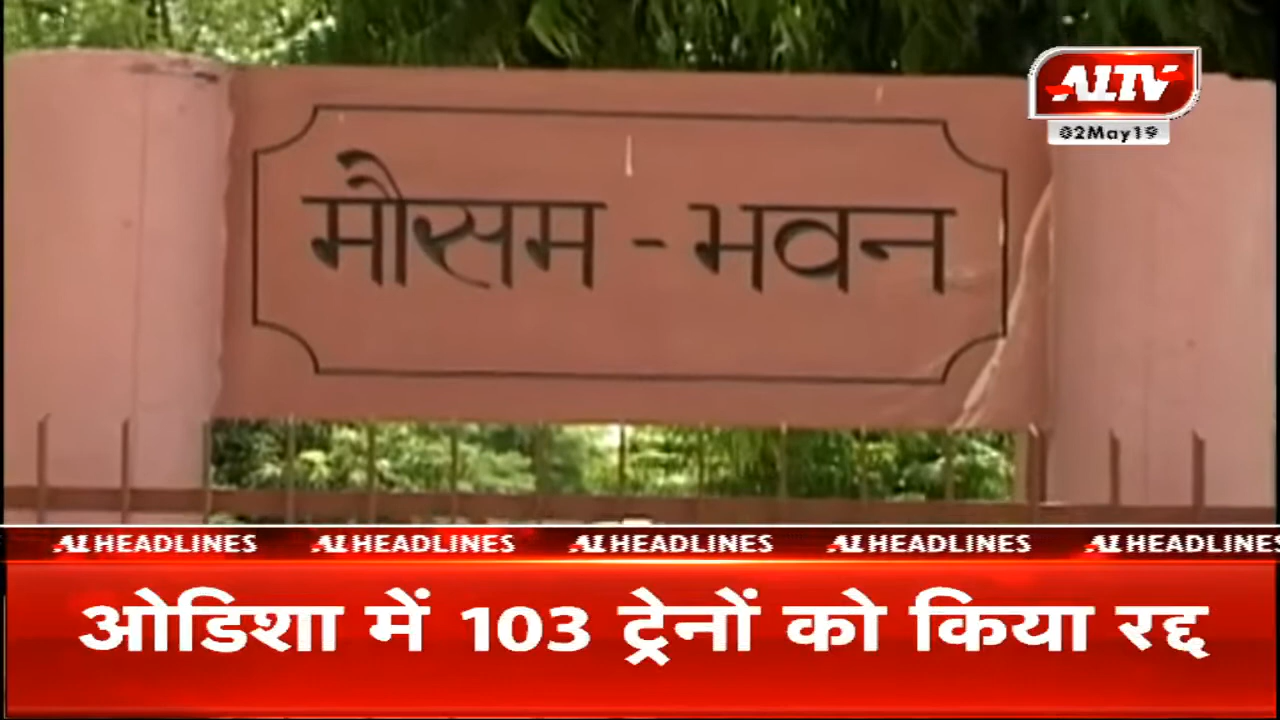 ALTV
02May19
मौसम - भवन
AL HEADLINES AL HEADLINES AL HEADLINES AL HEADLINES AL HEADLINES
ओडिशा में 103 ट्रेनों को किया रद्द